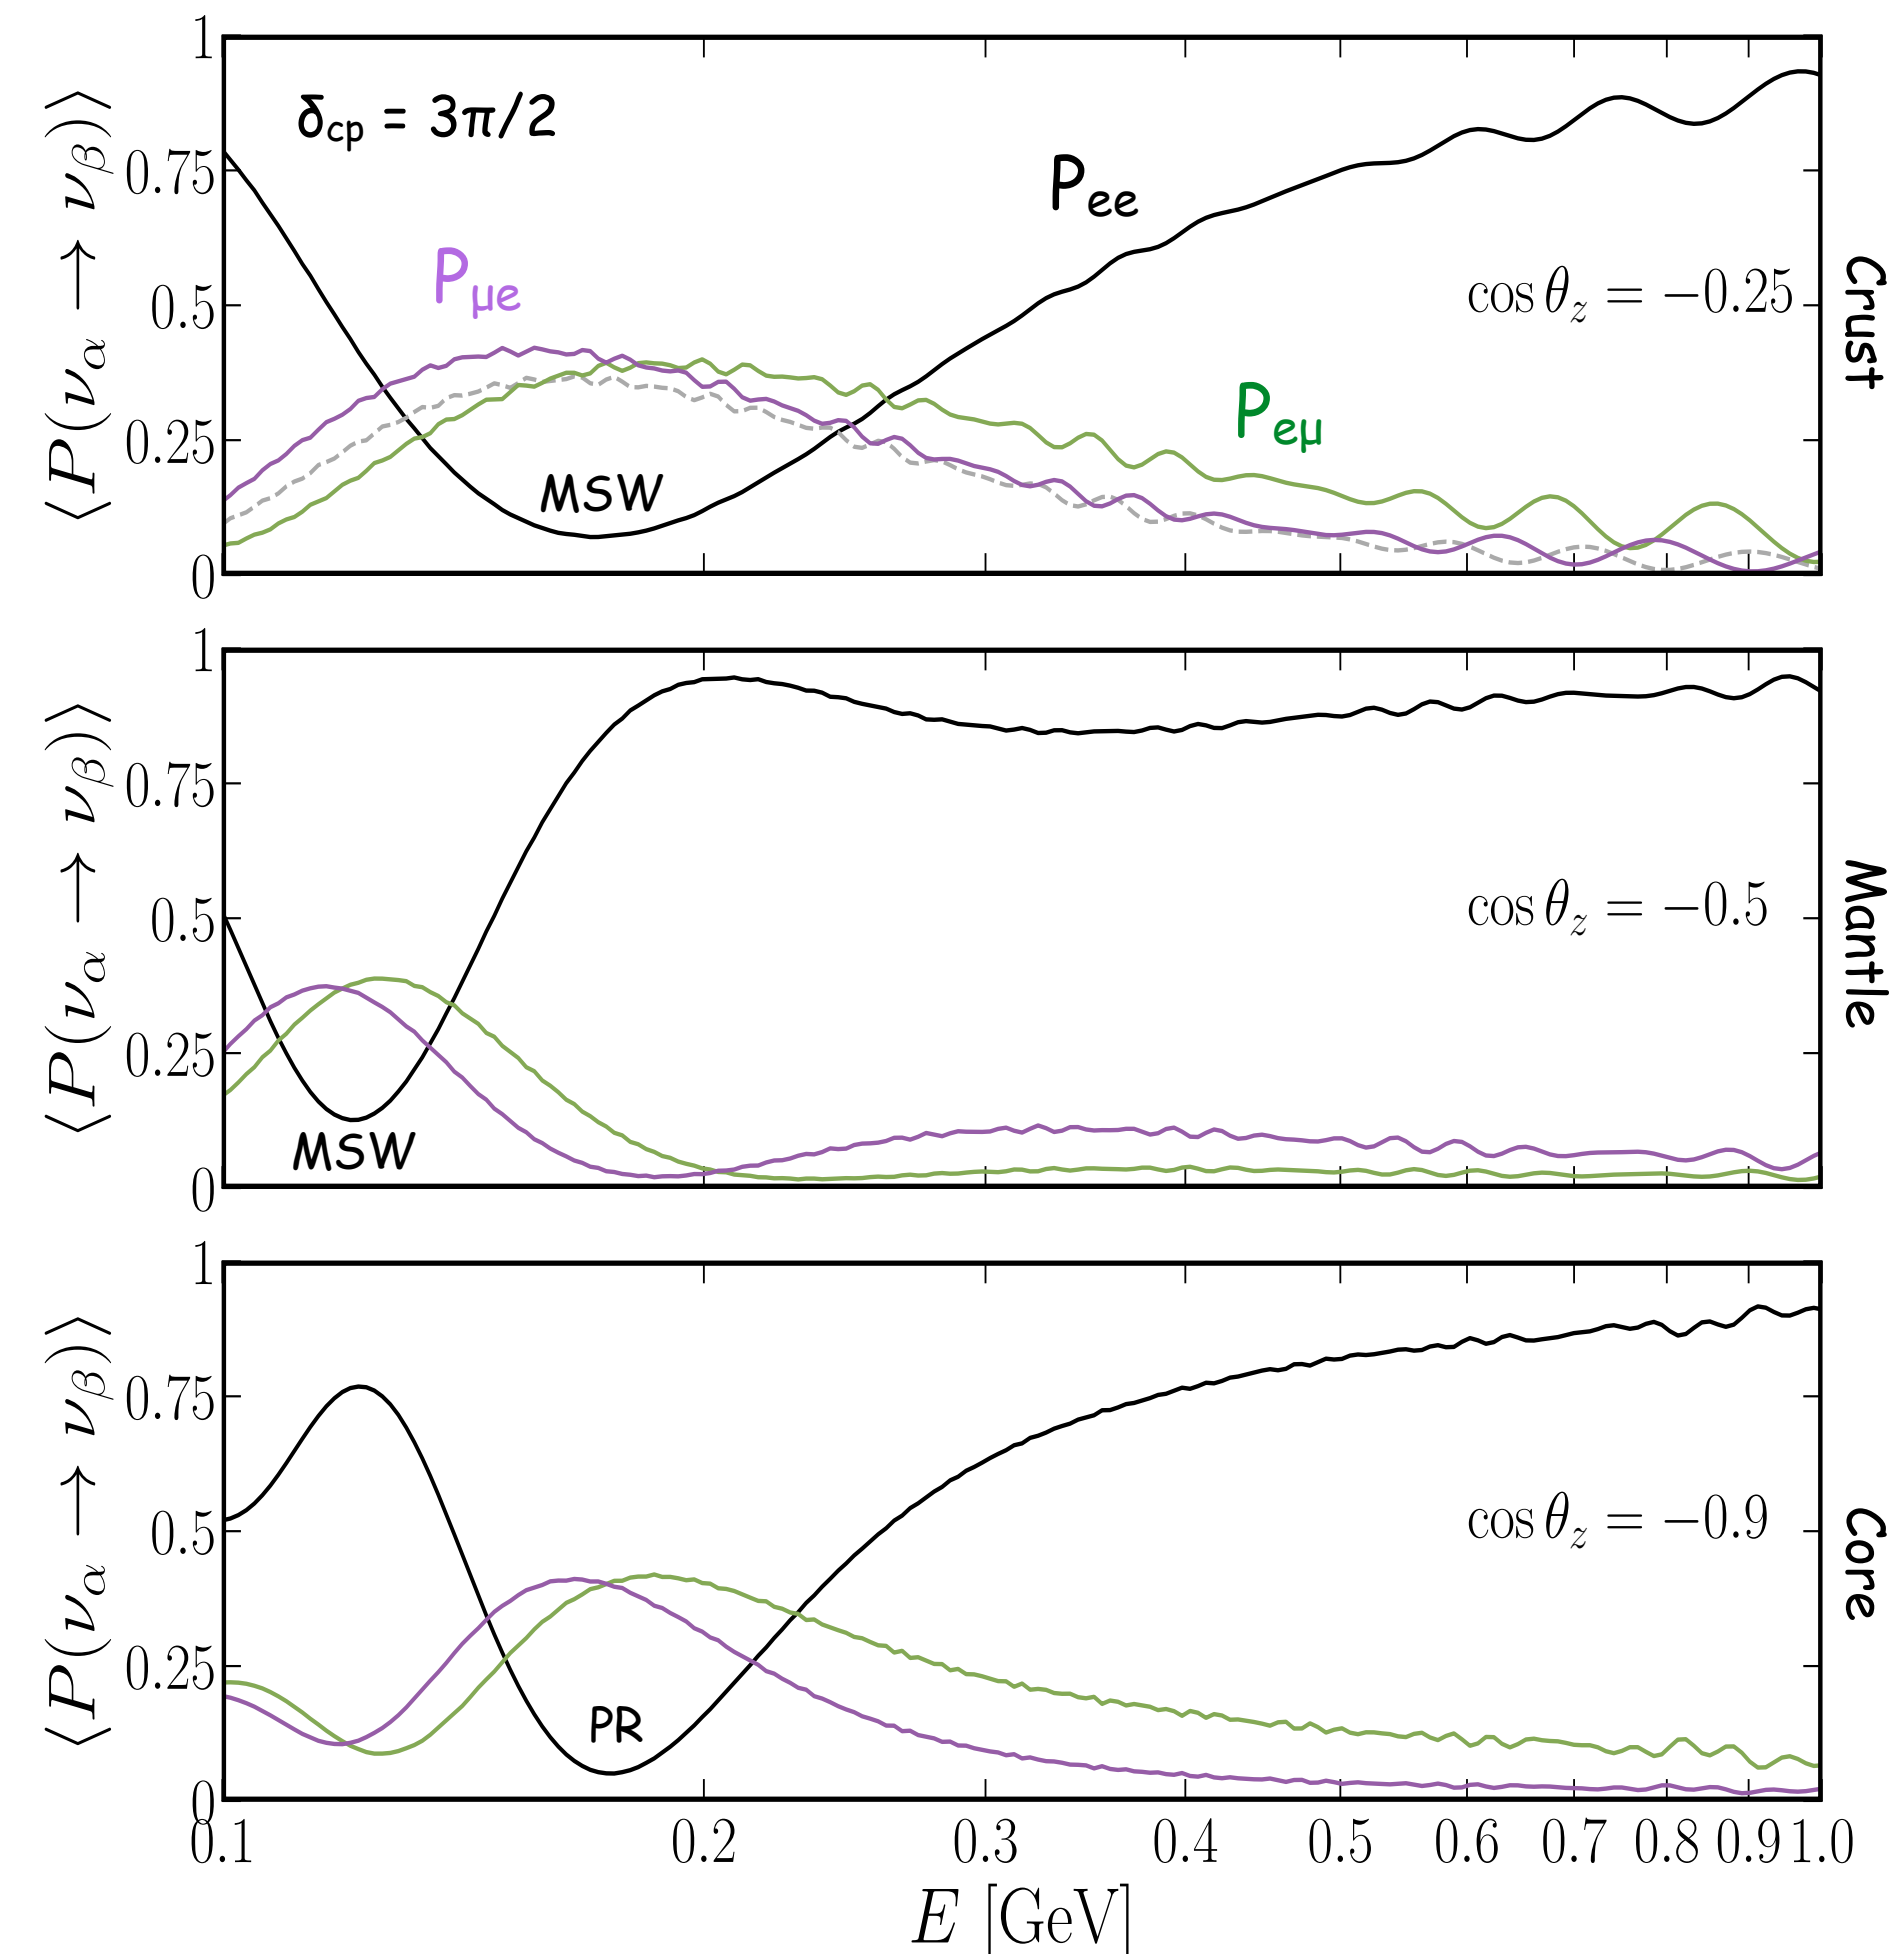 δcp = 3π/2
Pee
Pμe
Peμ
MSW
cos θz = −0.25
Crust
⟨P(να → νβ)⟩
1
0.75
0.5
0.25
0
MSW
cos θz = −0.5
Mantle
⟨P(να → νβ)⟩
1
0.75
0.5
0.25
0
PR
cos θz = −0.9
Core
⟨P(να → νβ)⟩
1
0.75
0.5
0.25
0
0.1 0.2 0.3 0.4 0.5 0.6 0.7 0.8 0.9 1.0
E [GeV]